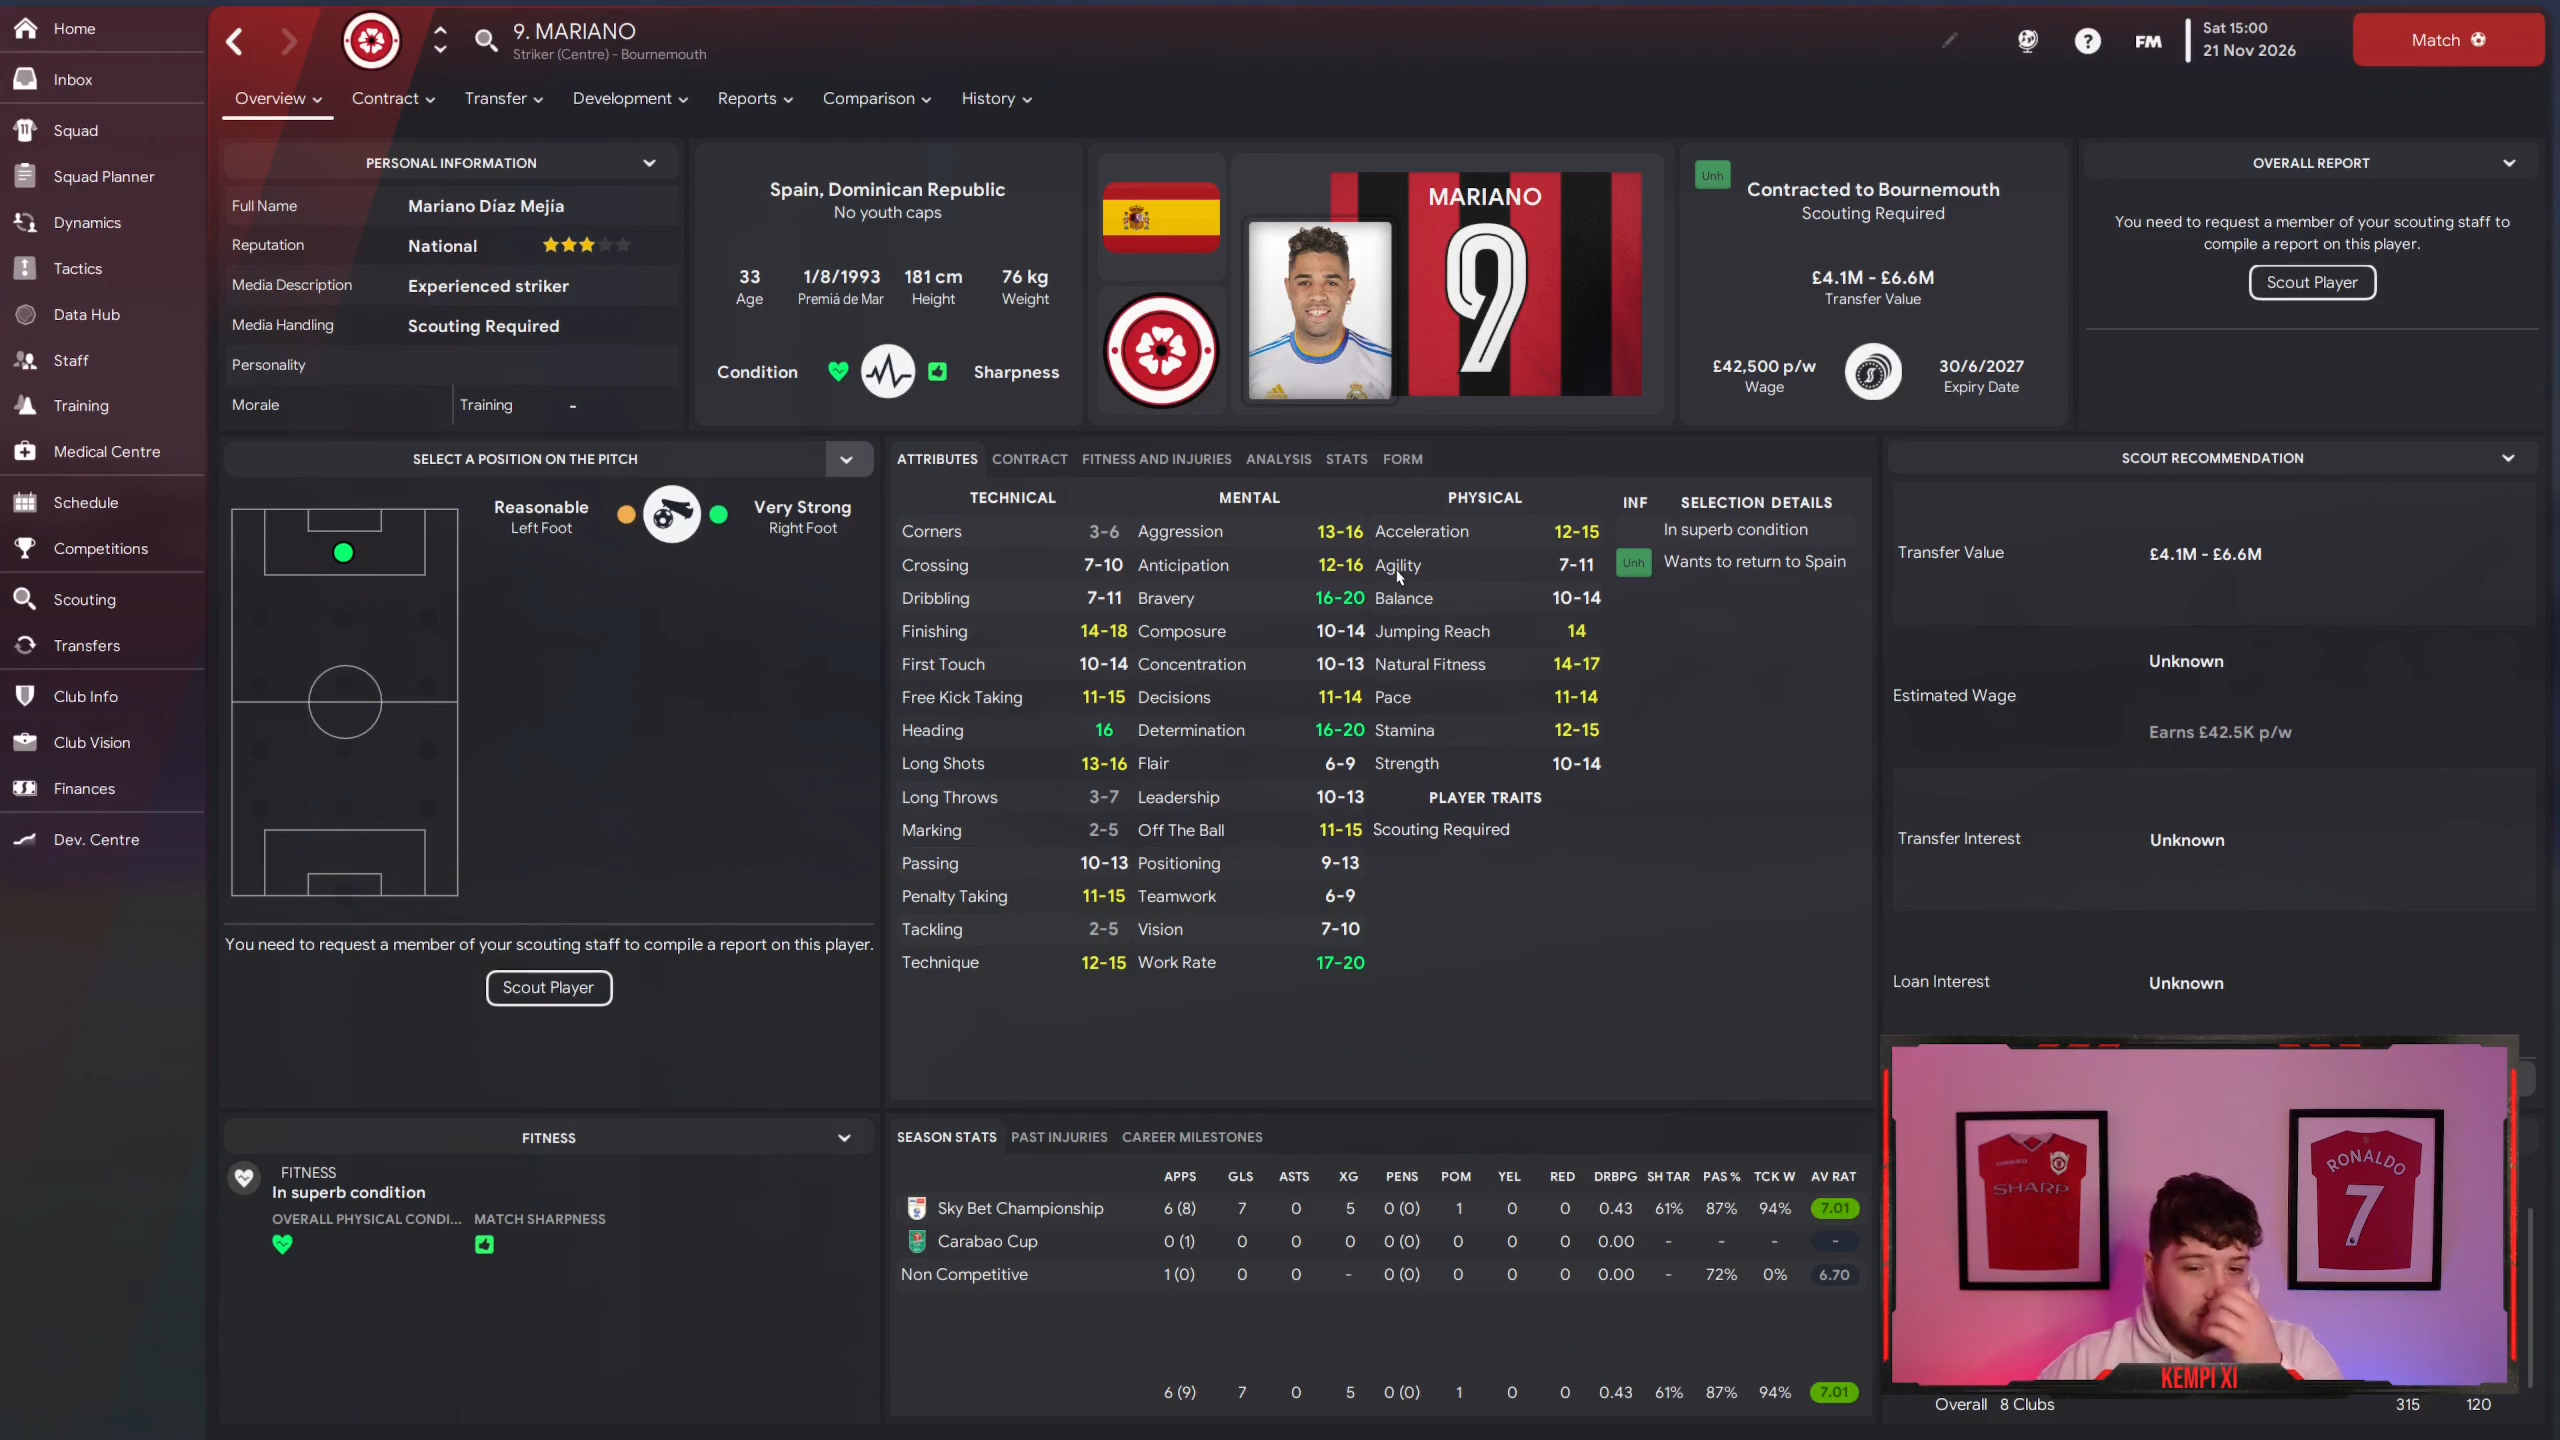 Home
Inbox
Squad
Squad Planner
Dynamics
Tactics
Data Hub
Staff
Training
Medical Centre
Schedule
Competitions
Scouting
Transfers
Club Info
Club Vision
Finances
Dev. Centre
9. MARIANO
Striker (Centre) - Bournemouth
FM
Sat 15:00
21 Nov 2026
Match
Overview Contract Transfer Development Reports Comparison History
PERSONAL INFORMATION
Full Name Mariano Díaz Mejía
Reputation National
Media Description Experienced striker
Media Handling Scouting Required
Personality
Morale Training -
Spain, Dominican Republic
No youth caps
33 1/8/1993 181 cm 76 kg
Age Premiá de Mar Height Weight
Condition Sharpness
MARIANO
9
Unh
Contracted to Bournemouth
Scouting Required
£4.1M - £6.6M
Transfer Value
£42,500 p/w 30/6/2027
Wage Expiry Date
OVERALL REPORT
You need to request a member of your scouting staff to
compile a report on this player.
Scout Player
SELECT A POSITION ON THE PITCH
Reasonable Very Strong
Left Foot Right Foot
You need to request a member of your scouting staff to compile a report on this player.
Scout Player
ATTRIBUTES CONTRACT FITNESS AND INJURIES ANALYSIS STATS FORM
TECHNICAL MENTAL PHYSICAL INF SELECTION DETAILS
Corners 3-6 Aggression 13-16 Acceleration 12-15 In superb condition
Crossing 7-10 Anticipation 12-16 Agility 7-11 Unh Wants to return to Spain
Dribbling 7-11 Bravery 16-20 Balance 10-14
Finishing 14-18 Composure 10-14 Jumping Reach 14
First Touch 10-14 Concentration 10-13 Natural Fitness 14-17
Free Kick Taking 11-15 Decisions 11-14 Pace 11-14
Heading 16 Determination 16-20 Stamina 12-15
Long Shots 13-16 Flair 6-9 Strength 10-14
Long Throws 3-7 Leadership 10-13 PLAYER TRAITS
Marking 2-5 Off The Ball 11-15 Scouting Required
Passing 10-13 Positioning 9-13
Penalty Taking 11-15 Teamwork 6-9
Tackling 2-5 Vision 7-10
Technique 12-15 Work Rate 17-20
SCOUT RECOMMENDATION
Transfer Value £4.1M - £6.6M
Unknown
Estimated Wage
Earns £42.5K p/w
Transfer Interest Unknown
Loan Interest Unknown
FITNESS
FITNESS
In superb condition
OVERALL PHYSICAL CONDI... MATCH SHARPNESS
SEASON STATS PAST INJURIES CAREER MILESTONES
APPS GLS ASTS XG PENS POM YEL RED DRBPG SH TAR PAS % TCK W AV RAT
Sky Bet Championship 6 (8) 7 0 5 0 (0) 1 0 0 0.43 61% 87% 94% 7.01
Carabao Cup 0 (1) 0 0 0 0 (0) 0 0 0 0.00 - - - -
Non Competitive 1 (0) 0 0 - 0 (0) 0 0 0 0.00 - 72% 0% 6.70
6 (9) 7 0 5 0 (0) 1 0 0 0.43 61% 87% 94% 7.01
UMBRO
SHARP
RONALDO
7
KEMPI XI
Overall 8 Clubs 315 120